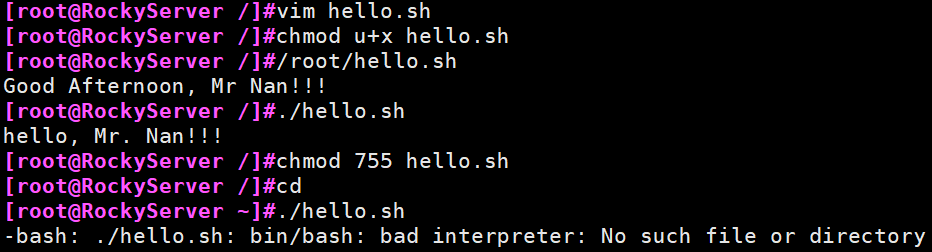 [root@RockyServer /]#vim hello.sh
[root@RockyServer /]#chmod u+x hello.sh
[root@RockyServer /]#/root/hello.sh
Good Afternoon, Mr Nan!!!
[root@RockyServer /]#./hello.sh
hello, Mr. Nan!!!
[root@RockyServer /]#chmod 755 hello.sh
[root@RockyServer /]#cd
[root@RockyServer ~]#./hello.sh
-bash: ./hello.sh: bin/bash: bad interpreter: No such file or directory